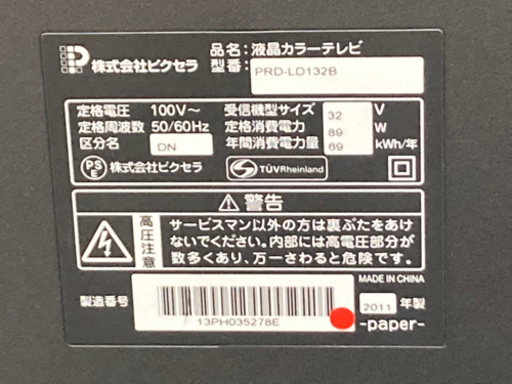 株式会社ピクセラ
品名：液晶カラーテレビ
型番： PRD-LD132B
定格電圧 100V～
定格周波数 50/60Hz
区分名 DN
受信機型サイズ 32 V
定格消費電力 89 W
年間消費電力量 69 kWh/年
PSE 株式会社ピクセラ
TÜVRheinland
警告
高圧注意
サービスマン以外の方は裏ぶたをあけ
ないでください。内部には高電圧部分が
数多くあり、万一さわると危険です。
MADE IN CHINA
製造番号
13PH035278E
2011 年製
-paper-